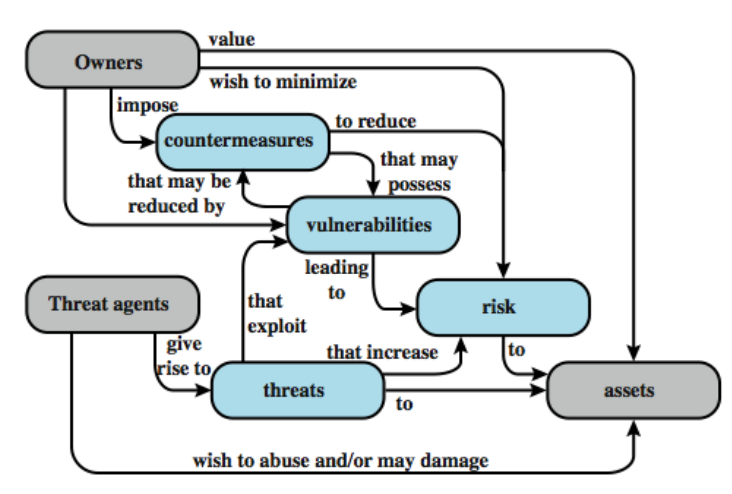 value
Owners
wish to minimize
impose
to reduce
countermeasures
that may
possess
that may be
reduced by
vulnerabilities
leading
to
Threat agents
that
exploit
risk
give
rise to
that increase
to
threats
to
assets
wish to abuse and/or may damage